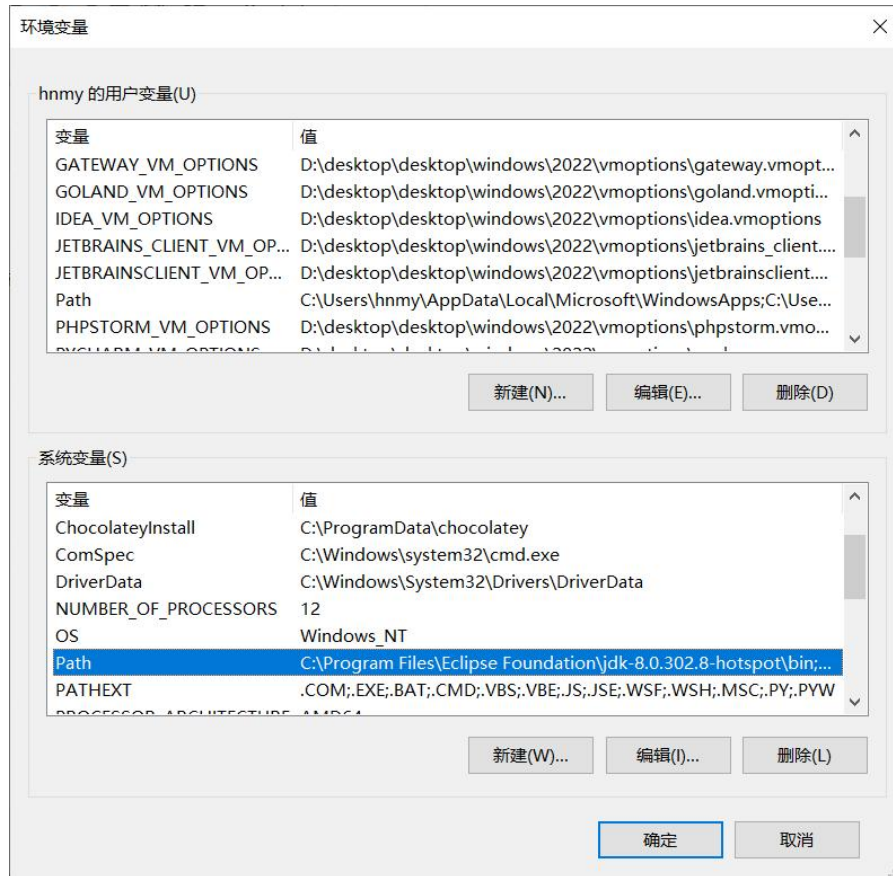 环境变量
hnmy 的用户变量(U)
变量 值
GATEWAY_VM_OPTIONS D:\desktop\desktop\windows\2022\vmoptions\gateway.vmopt...
GOLAND_VM_OPTIONS D:\desktop\desktop\windows\2022\vmoptions\goland.vmopti...
IDEA_VM_OPTIONS D:\desktop\desktop\windows\2022\vmoptions\idea.vmoptions
JETBRAINS_CLIENT_VM_OP... D:\desktop\desktop\windows\2022\vmoptions\jetbrains_client....
JETBRAINSCLIENT_VM_OP... D:\desktop\desktop\windows\2022\vmoptions\jetbrainsclient....
Path C:\Users\hnmy\AppData\Local\Microsoft\WindowsApps;C:\Use...
PHPSTORM_VM_OPTIONS D:\desktop\desktop\windows\2022\vmoptions\phpstorm.vmo...
新建(N)... 编辑(E)... 删除(D)
系统变量(S)
变量 值
ChocolateyInstall C:\ProgramData\chocolatey
ComSpec C:\Windows\system32\cmd.exe
DriverData C:\Windows\System32\Drivers\DriverData
NUMBER_OF_PROCESSORS 12
OS Windows_NT
Path C:\Program Files\Eclipse Foundation\jdk-8.0.302.8-hotspot\bin;...
PATHEXT .COM;.EXE;.BAT;.CMD;.VBS;.VBE;.JS;.JSE;.WSF;.WSH;.MSC;.PY;.PYW
新建(W)... 编辑(I)... 删除(L)
确定 取消